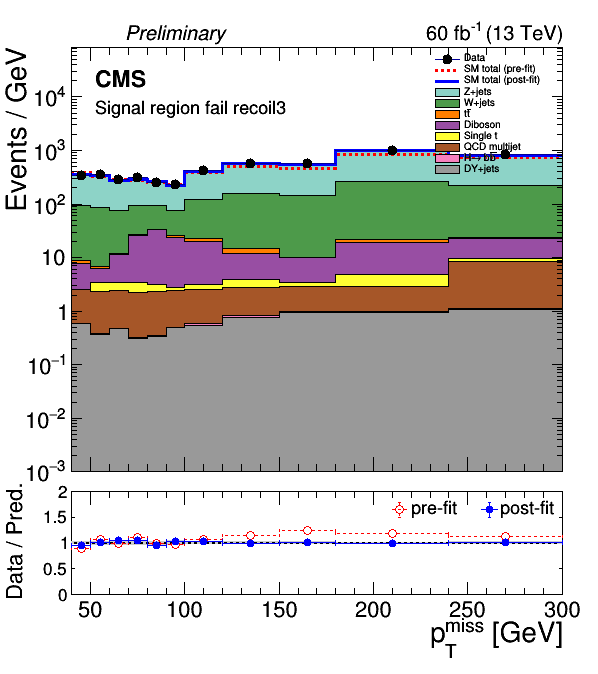 Preliminary
60 fb⁻¹ (13 TeV)
CMS
Signal region fail recoil3
Data
SM total (pre-fit)
SM total (post-fit)
Z+jets
W+jets
tt̅
Diboson
Single t
QCD multijet
H→bb̅
DY+jets
Events / GeV
10⁴
10³
10²
10
1
10⁻¹
10⁻²
10⁻³
pre-fit
post-fit
Data / Pred.
2
1.5
1
0.5
0
50 100 150 200 250 300
p_T^miss [GeV]